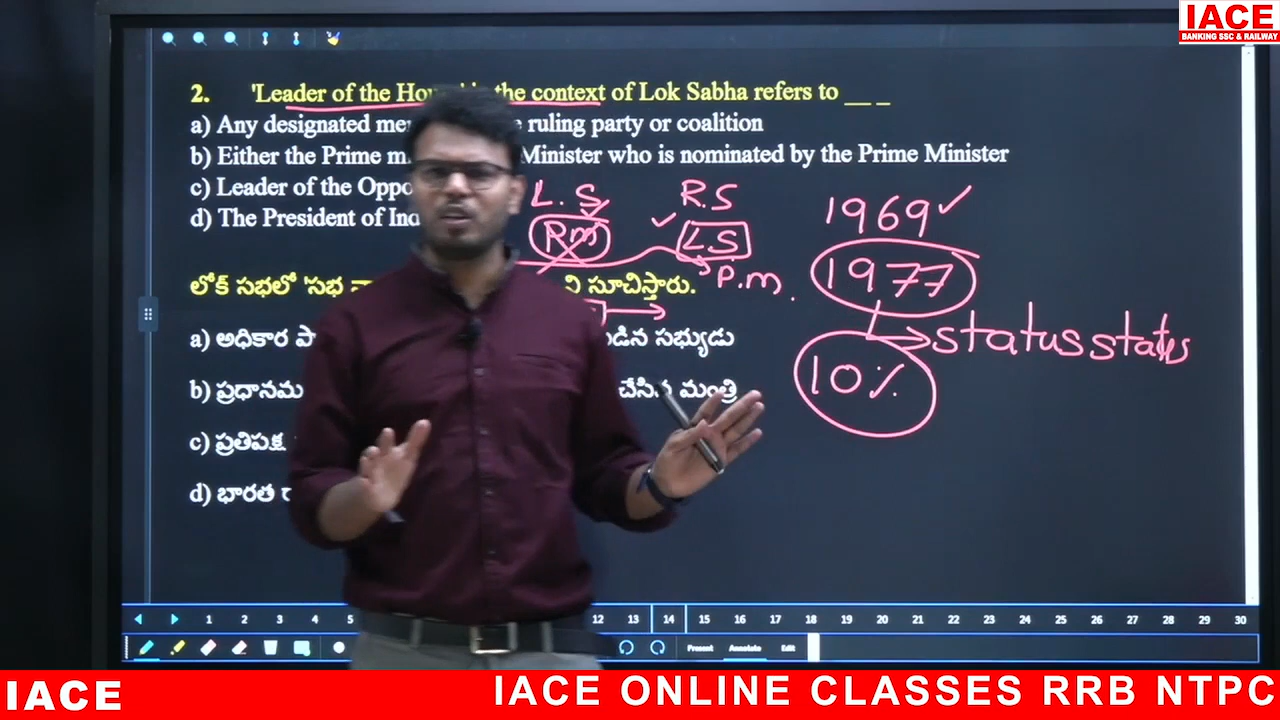 IACE
BANKING SSC & RAILWAY
2. 'Leader of the Hou the context of Lok Sabha refers to __ _
a) Any designated me ruling party or coalition
b) Either the Prime m Minister who is nominated by the Prime Minister
c) Leader of the Oppo
d) The President of Ind
L.S R.S
Rm LS
P.m.
1969
1977
status states
10%
లోక్ సభలో 'సభ ని సూచిస్తారు.
a) అధికార పా డిన సభ్యుడు
b) ప్రధానమ చేసిన మంత్రి
c) ప్రతిపక్ష
d) భారత
1 2 3 4 5 12 13 14 15 16 17 18 19 20 21 22 23 24 25 26 27 28 29 30
Present Annotate Edit
IACE IACE ONLINE CLASSES RRB NTPC